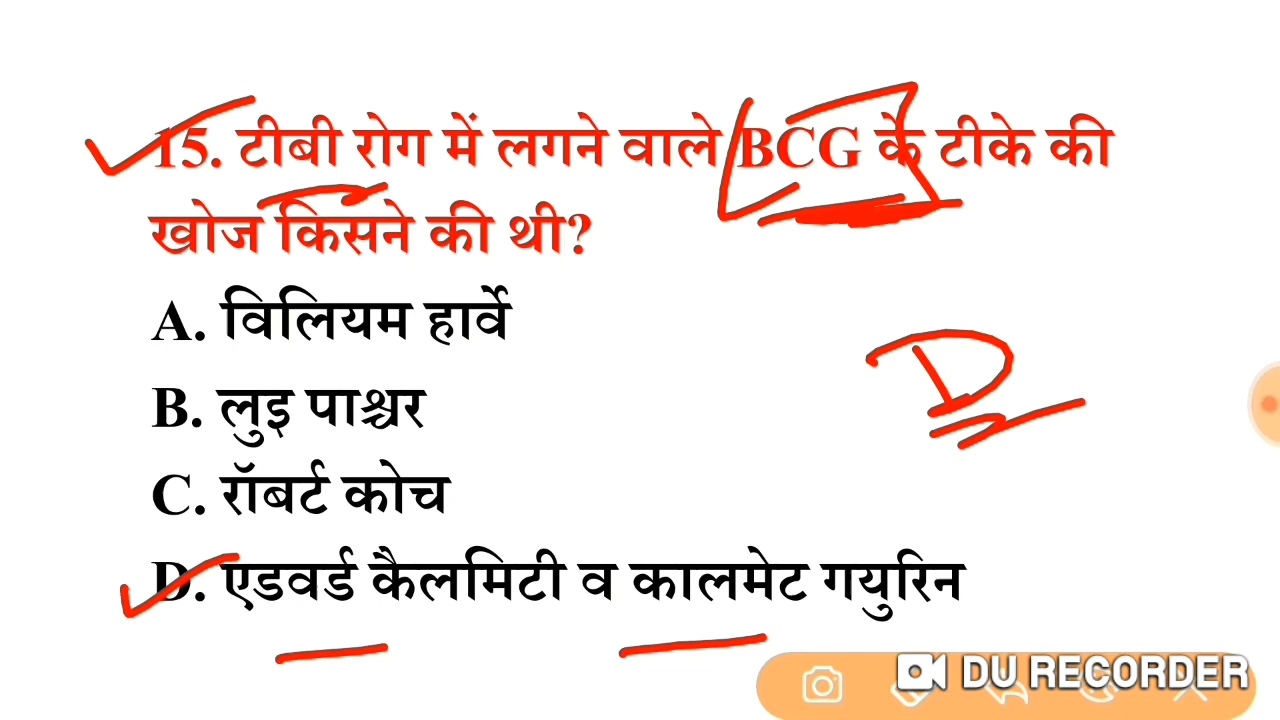 15. टीबी रोग में लगने वाले BCG के टीके की
खोज किसने की थी?
A. विलियम हार्वे
B. लुइ पाश्चर
C. रॉबर्ट कोच
D. एडवर्ड कैलमिटी व कालमेट गयुरिन
D
DU RECORDER